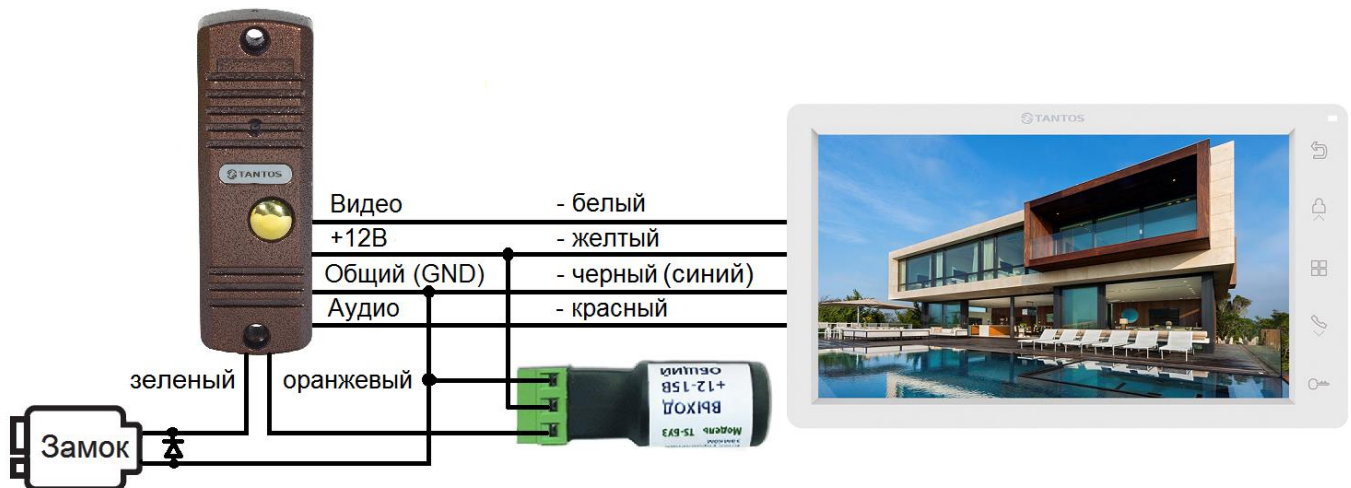 TANTOS
TANTOS
Видео - белый
+12В - желтый
Общий (GND) - черный (синий)
Аудио - красный
зеленый оранжевый
Замок
ОБЩИЙ
+12-15В
ВЫХОД
Модель TS-БУЗ